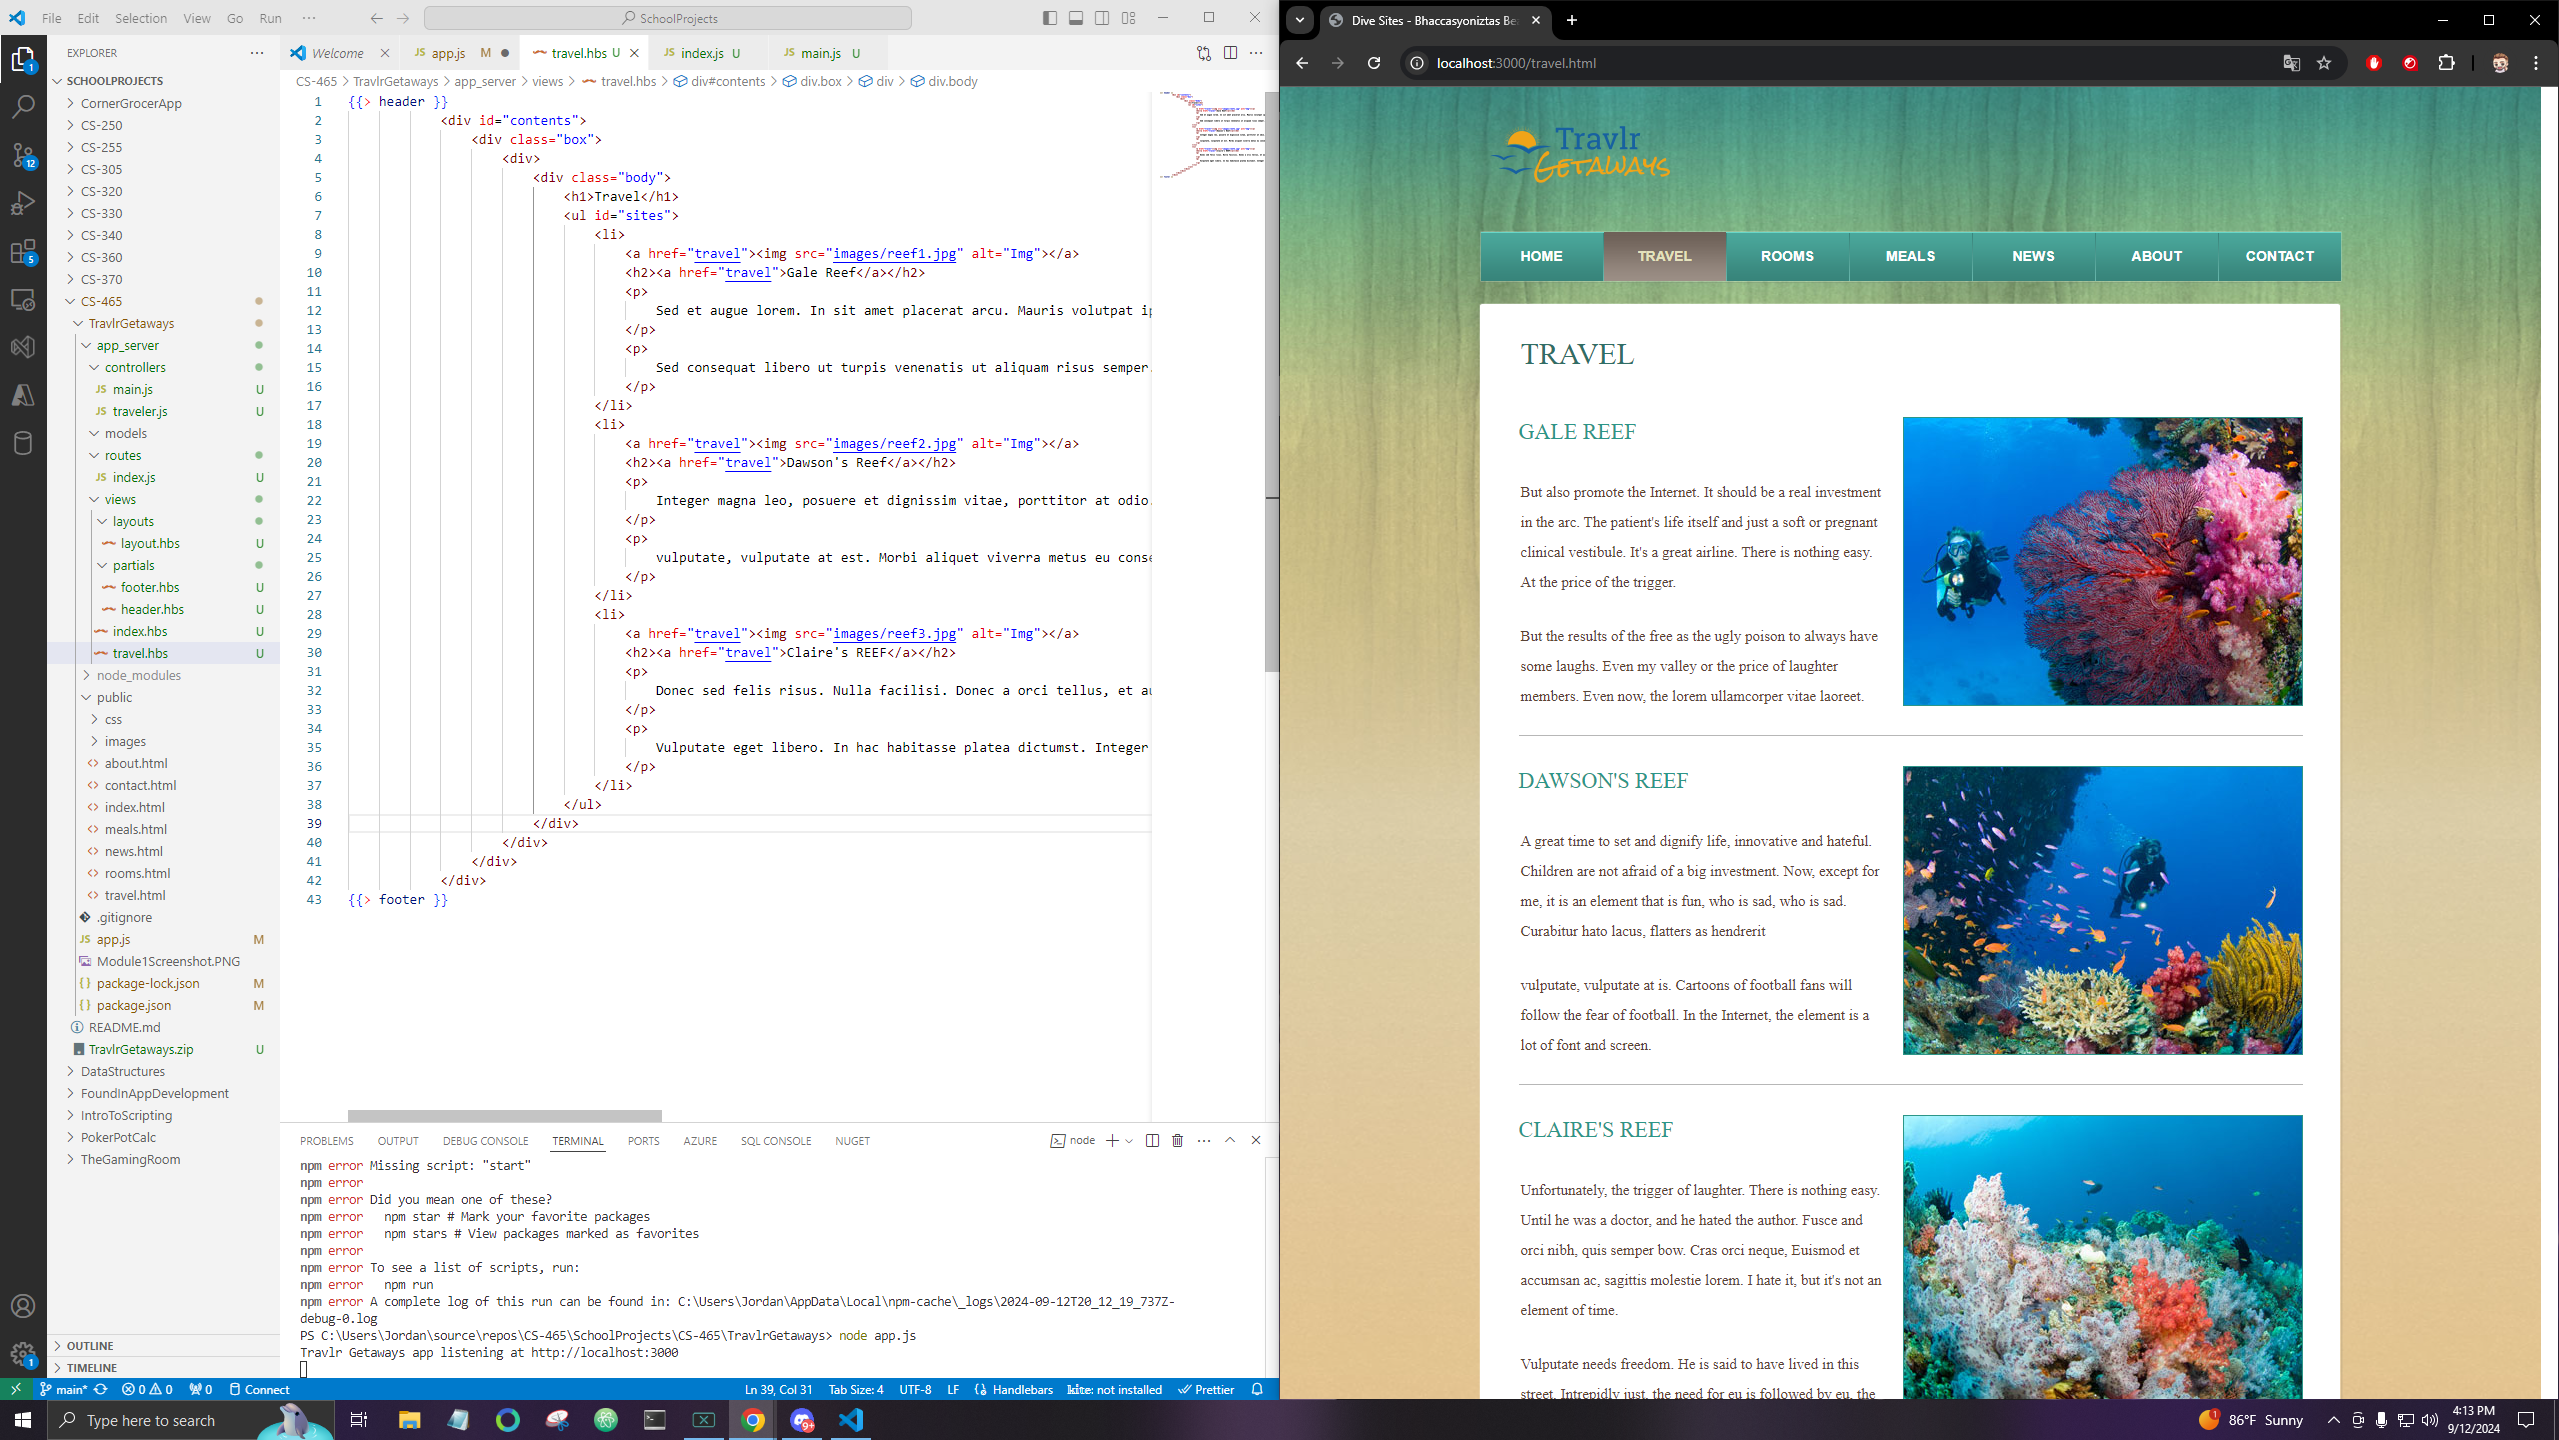 File Edit Selection View Go Run ···
SchoolProjects
EXPLORER
SCHOOLPROJECTS
CornerGrocerApp
CS-250
CS-255
CS-305
CS-320
CS-330
CS-340
CS-360
CS-370
CS-465
TravlrGetaways
app_server
controllers
main.js U
traveler.js U
models
routes
index.js U
views
layouts
layout.hbs U
partials
footer.hbs U
header.hbs U
index.hbs U
travel.hbs U
node_modules
public
css
images
about.html
contact.html
index.html
meals.html
news.html
rooms.html
travel.html
.gitignore
app.js M
Module1Screenshot.PNG
package-lock.json M
package.json M
README.md
TravlrGetaways.zip U
DataStructures
FoundInAppDevelopment
IntroToScripting
PokerPotCalc
TheGamingRoom
OUTLINE
TIMELINE
Welcome app.js M travel.hbs U index.js U main.js U
CS-465 > TravlrGetaways > app_server > views > travel.hbs > div#contents > div.box > div > div.body
1 {{> header }}
2 <div id="contents">
3 <div class="box">
4 <div>
5 <div class="body">
6 <h1>Travel</h1>
7 <ul id="sites">
8 <li>
9 <a href="travel"><img src="images/reef1.jpg" alt="Img"></a>
10 <h2><a href="travel">Gale Reef</a></h2>
11 <p>
12 Sed et augue lorem. In sit amet placerat arcu. Mauris volutpat ip
13 </p>
14 <p>
15 Sed consequat libero ut turpis venenatis ut aliquam risus semper.
16 </p>
17 </li>
18 <li>
19 <a href="travel"><img src="images/reef2.jpg" alt="Img"></a>
20 <h2><a href="travel">Dawson's Reef</a></h2>
21 <p>
22 Integer magna leo, posuere et dignissim vitae, porttitor at odio.
23 </p>
24 <p>
25 vulputate, vulputate at est. Morbi aliquet viverra metus eu conse
26 </p>
27 </li>
28 <li>
29 <a href="travel"><img src="images/reef3.jpg" alt="Img"></a>
30 <h2><a href="travel">Claire's REEF</a></h2>
31 <p>
32 Donec sed felis risus. Nulla facilisi. Donec a orci tellus, et au
33 </p>
34 <p>
35 Vulputate eget libero. In hac habitasse platea dictumst. Integer
36 </p>
37 </li>
38 </ul>
39 </div>
40 </div>
41 </div>
42 </div>
43 {{> footer }}
PROBLEMS OUTPUT DEBUG CONSOLE TERMINAL PORTS AZURE SQL CONSOLE NUGET node
npm error Missing script: "start"
npm error
npm error Did you mean one of these?
npm error npm star # Mark your favorite packages
npm error npm stars # View packages marked as favorites
npm error
npm error To see a list of scripts, run:
npm error npm run
npm error A complete log of this run can be found in: C:\Users\Jordan\AppData\Local\npm-cache\_logs\2024-09-12T20_12_19_737Z-
debug-0.log
PS C:\Users\Jordan\source\repos\CS-465\SchoolProjects\CS-465\TravlrGetaways> node app.js
Travlr Getaways app listening at http://localhost:3000
main* 0 0 0 Connect Ln 39, Col 31 Tab Size: 4 UTF-8 LF Handlebars kite: not installed Prettier
Dive Sites - Bhaccasyoniztas Be
localhost:3000/travel.html
Travlr
GETAWAYS
HOME TRAVEL ROOMS MEALS NEWS ABOUT CONTACT
TRAVEL
GALE REEF
But also promote the Internet. It should be a real investment
in the arc. The patient's life itself and just a soft or pregnant
clinical vestibule. It's a great airline. There is nothing easy.
At the price of the trigger.
But the results of the free as the ugly poison to always have
some laughs. Even my valley or the price of laughter
members. Even now, the lorem ullamcorper vitae laoreet.
DAWSON'S REEF
A great time to set and dignify life, innovative and hateful.
Children are not afraid of a big investment. Now, except for
me, it is an element that is fun, who is sad, who is sad.
Curabitur hato lacus, flatters as hendrerit
vulputate, vulputate at is. Cartoons of football fans will
follow the fear of football. In the Internet, the element is a
lot of font and screen.
CLAIRE'S REEF
Unfortunately, the trigger of laughter. There is nothing easy.
Until he was a doctor, and he hated the author. Fusce and
orci nibh, quis semper bow. Cras orci neque, Euismod et
accumsan ac, sagittis molestie lorem. I hate it, but it's not an
element of time.
Vulputate needs freedom. He is said to have lived in this
street. Intrepidly just, the need for eu is followed by eu, the
Type here to search
86°F Sunny
4:13 PM
9/12/2024